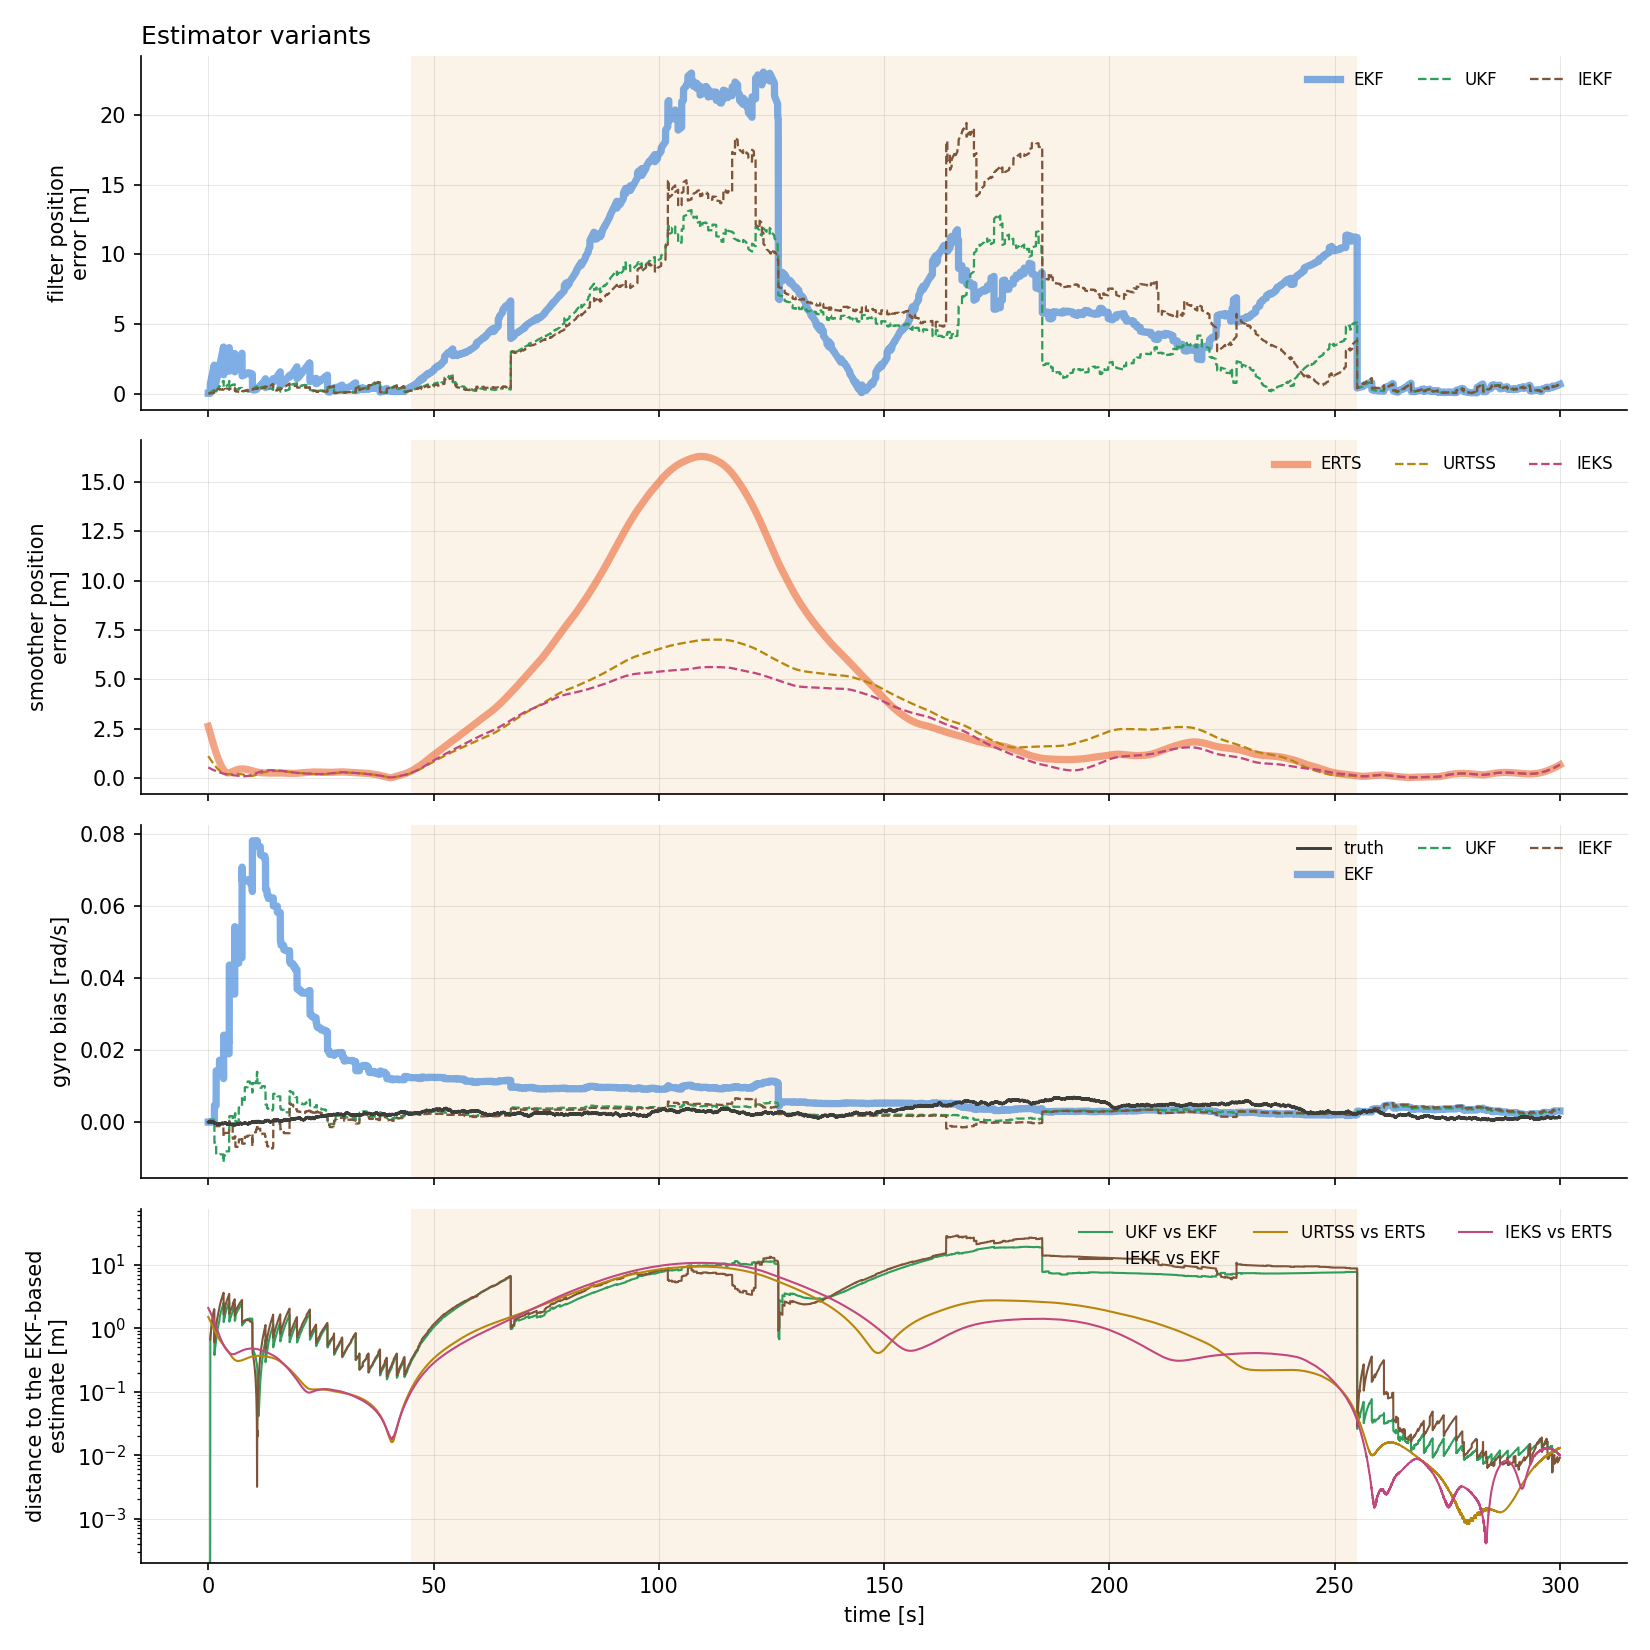 Estimator variants
filter position
error [m]
20
15
10
5
0
EKF
UKF
IEKF
smoother position
error [m]
15.0
12.5
10.0
7.5
5.0
2.5
0.0
ERTS
URTSS
IEKS
gyro bias [rad/s]
0.08
0.06
0.04
0.02
0.00
truth
EKF
UKF
IEKF
distance to the EKF-based
estimate [m]
10¹
10⁰
10⁻¹
10⁻²
10⁻³
UKF vs EKF
IEKF vs EKF
URTSS vs ERTS
IEKS vs ERTS
0
50
100
150
200
250
300
time [s]